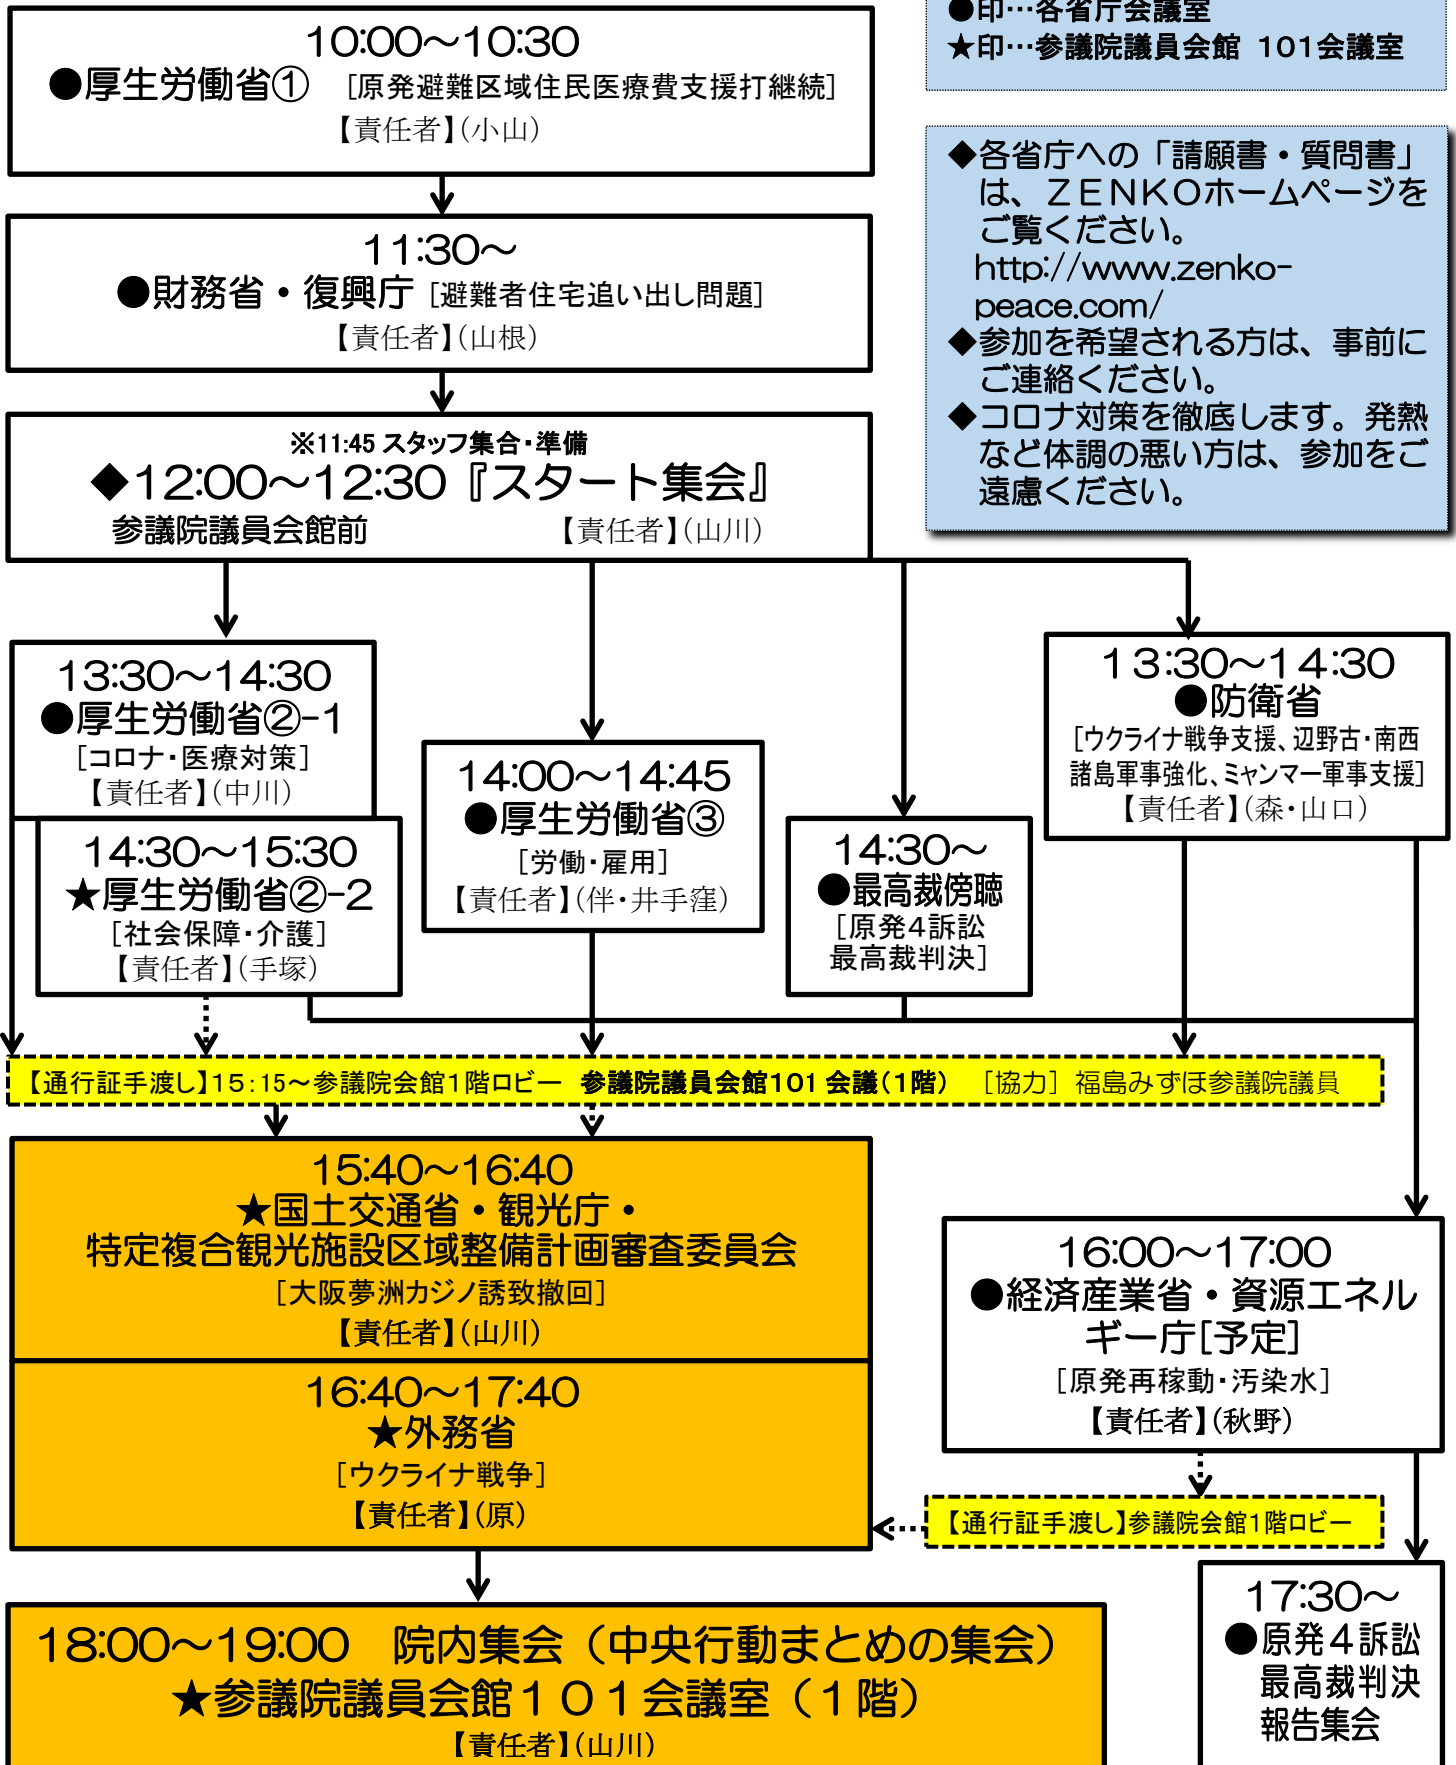 ●印…各省庁会議室
★印…参議院議員会館 101会議室
10:00～10:30
●厚生労働省① [原発避難区域住民医療費支援打継続]
【責任者】(小山)
◆各省庁への「請願書・質問書」
は、ZENKOホームページを
ご覧ください。
http://www.zenko-
peace.com/
◆参加を希望される方は、事前に
ご連絡ください。
◆コロナ対策を徹底します。発熱
など体調の悪い方は、参加をご
遠慮ください。
11:30～
●財務省・復興庁 [避難者住宅追い出し問題]
【責任者】(山根)
※11:45 スタッフ集合・準備
◆12:00～12:30『スタート集会』
参議院議員会館前 【責任者】(山川)
13:30～14:30
●厚生労働省②-1
[コロナ・医療対策]
【責任者】(中川)
14:30～15:30
★厚生労働省②-2
[社会保障・介護]
【責任者】(手塚)
14:00～14:45
●厚生労働省③
[労働・雇用]
【責任者】(伴・井手窪)
14:30～
●最高裁傍聴
[原発4訴訟
最高裁判決]
13:30～14:30
●防衛省
[ウクライナ戦争支援、辺野古・南西
諸島軍事強化、ミャンマー軍事支援]
【責任者】(森・山口)
【通行証手渡し】15:15～参議院会館1階ロビー 参議院議員会館101会議(1階) [協力] 福島みずほ参議院議員
15:40～16:40
★国土交通省・観光庁・
特定複合観光施設区域整備計画審査委員会
[大阪夢洲カジノ誘致撤回]
【責任者】(山川)
16:40～17:40
★外務省
[ウクライナ戦争]
【責任者】(原)
16:00～17:00
●経済産業省・資源エネル
ギー庁[予定]
[原発再稼動・汚染水]
【責任者】(秋野)
【通行証手渡し】参議院会館1階ロビー
17:30～
●原発4訴訟
最高裁判決
報告集会
18:00～19:00 院内集会（中央行動まとめの集会）
★参議院議員会館101会議室（1階）
【責任者】(山川)